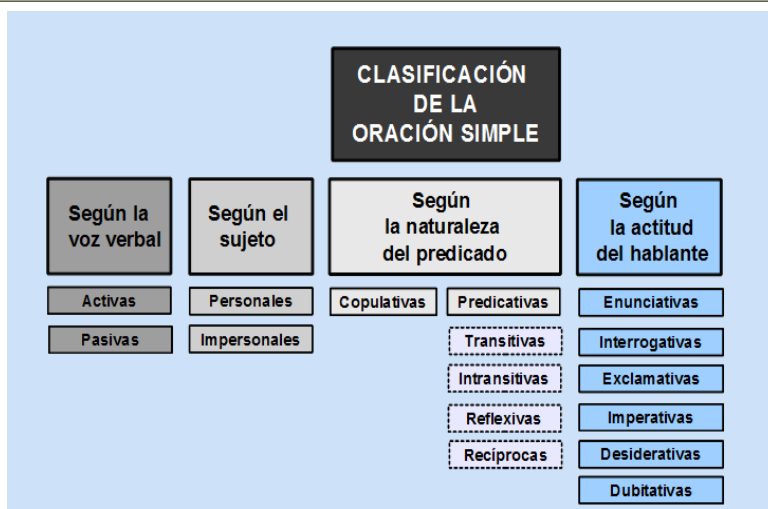 CLASIFICACIÓN
DE LA
ORACIÓN SIMPLE
Según la
voz verbal
Activas
Pasivas
Según el
sujeto
Personales
Impersonales
Según
la naturaleza
del predicado
Copulativas
Predicativas
Transitivas
Intransitivas
Reflexivas
Recíprocas
Según
la actitud
del hablante
Enunciativas
Interrogativas
Exclamativas
Imperativas
Desiderativas
Dubitativas